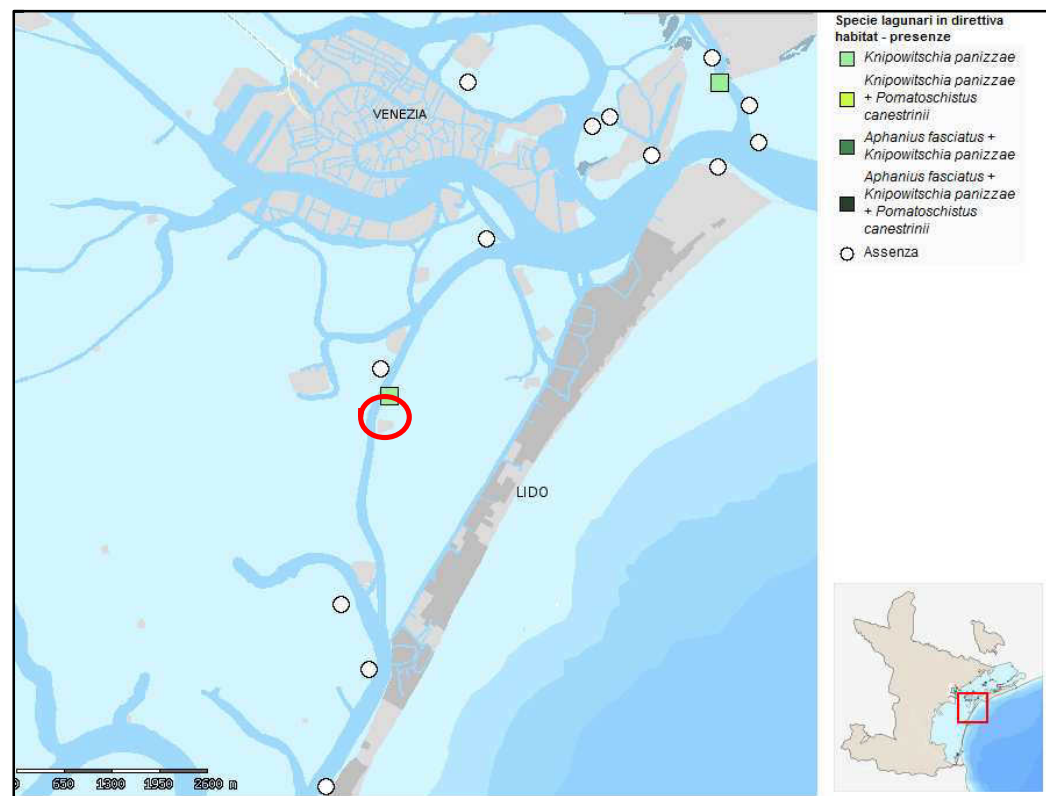 VENEZIA
LIDO
0 650 1300 1950 2600 m
Specie lagunari in direttiva
habitat - presenze
Knipowitschia panizzae
Knipowitschia panizzae
+ Pomatoschistus
canestrinii
Aphanius fasciatus +
Knipowitschia panizzae
Aphanius fasciatus +
Knipowitschia panizzae
+ Pomatoschistus
canestrinii
Assenza